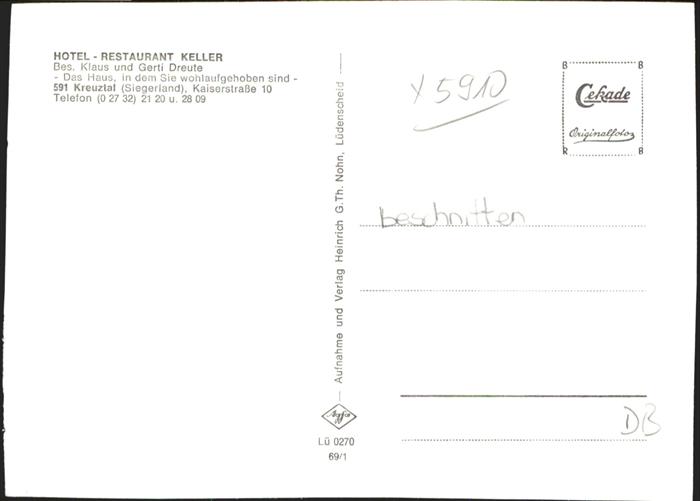 HOTEL - RESTAURANT KELLER
Bes. Klaus und Gerti Dreute
- Das Haus, in dem Sie wohlaufgehoben sind -
591 Kreuztal (Siegerland), Kaiserstraße 10
Telefon (0 27 32) 21 20 u. 28 09
Aufnahme und Verlag Heinrich G.Th. Nohn, Lüdenscheid
Agfa
Lü 0270
69/1
Y 5910
B B
Cekade
Originalfoto
R B
beschnitten
DB